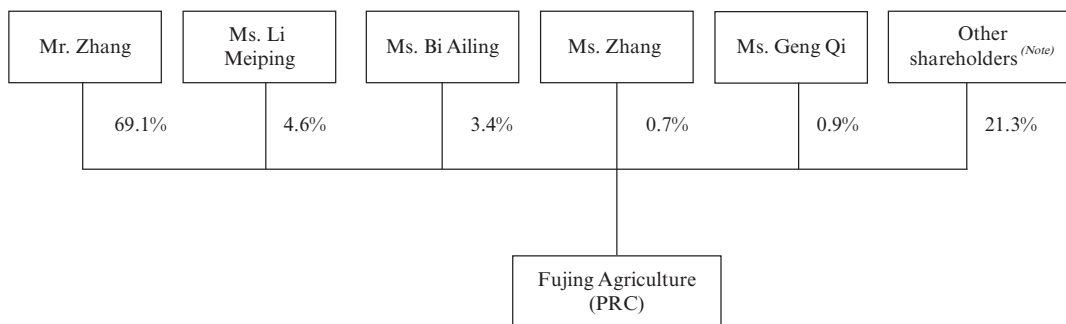 Mr. Zhang
Ms. Li
Meiping
Ms. Bi Ailing
Ms. Zhang
Ms. Geng Qi
Other
shareholders (Note)
69.1%
4.6%
3.4%
0.7%
0.9%
21.3%
Fujing Agriculture
(PRC)